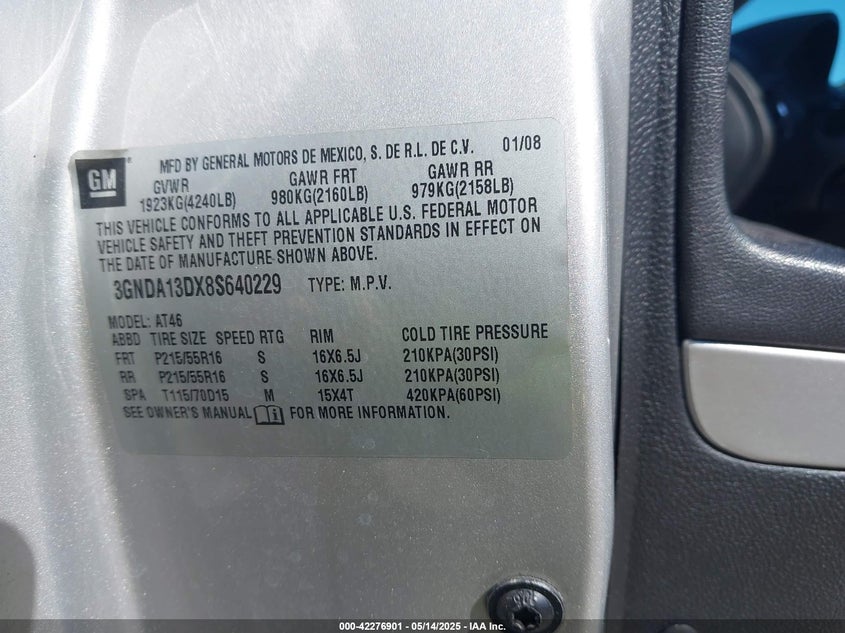 GM
MFD BY GENERAL MOTORS DE MEXICO, S. DE R.L. DE C.V. 01/08
GVWR GAWR FRT GAWR RR
1923KG(4240LB) 980KG(2160LB) 979KG(2158LB)
THIS VEHICLE CONFORMS TO ALL APPLICABLE U.S. FEDERAL MOTOR
VEHICLE SAFETY AND THEFT PREVENTION STANDARDS IN EFFECT ON
THE DATE OF MANUFACTURE SHOWN ABOVE.
3GNDA13DX8S640229 TYPE: M.P.V.
MODEL: AT46
ABBD TIRE SIZE SPEED RTG RIM COLD TIRE PRESSURE
FRT P215/55R16 S 16X6.5J 210KPA(30PSI)
RR P215/55R16 S 16X6.5J 210KPA(30PSI)
SPA T115/70D15 M 15X4T 420KPA(60PSI)
SEE OWNER'S MANUAL FOR MORE INFORMATION.
000-42276901 - 05/14/2025 - IAA Inc.